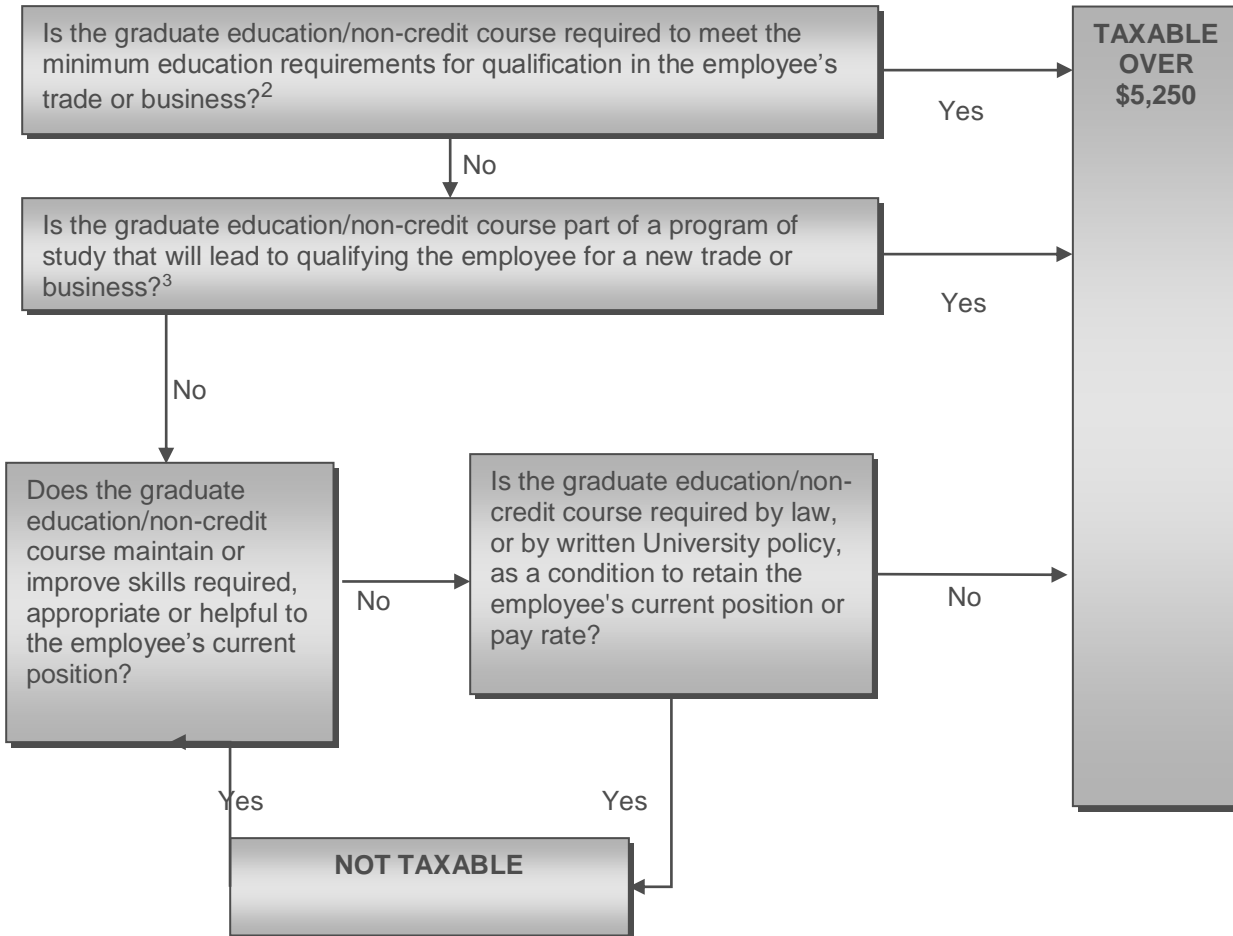 Is the graduate education/non-credit course required to meet the
minimum education requirements for qualification in the employee’s
trade or business?2
Yes
TAXABLE
OVER
$5,250
No
Is the graduate education/non-credit course part of a program of
study that will lead to qualifying the employee for a new trade or
business?3
Yes
No
Does the graduate
education/non-credit
course maintain or
improve skills required,
appropriate or helpful to
the employee’s current
position?
No
Is the graduate education/non-
credit course required by law,
or by written University policy,
as a condition to retain the
employee's current position or
pay rate?
No
Yes
Yes
NOT TAXABLE